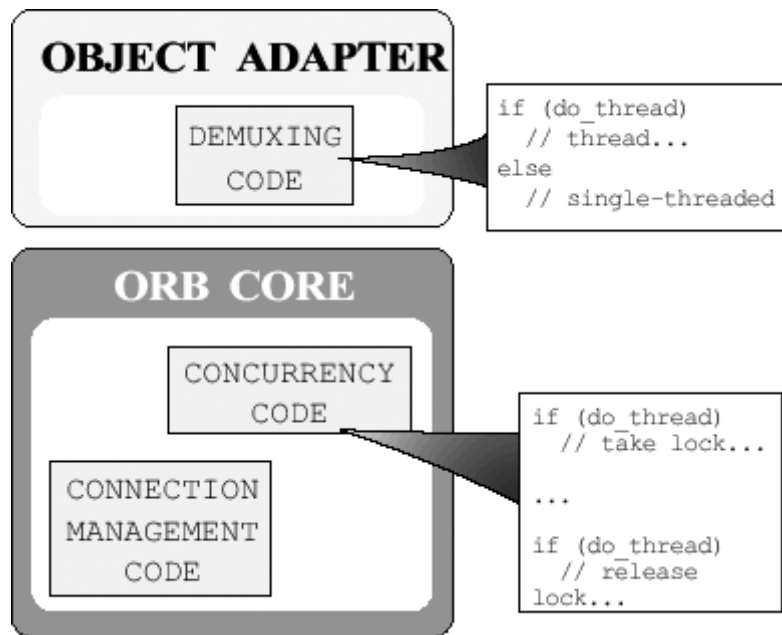 OBJECT ADAPTER
DEMUXING
CODE
if (do_thread)
// thread...
else
// single-threaded
ORB CORE
CONCURRENCY
CODE
if (do_thread)
// take lock...
...
if (do_thread)
// release
lock...
CONNECTION
MANAGEMENT
CODE